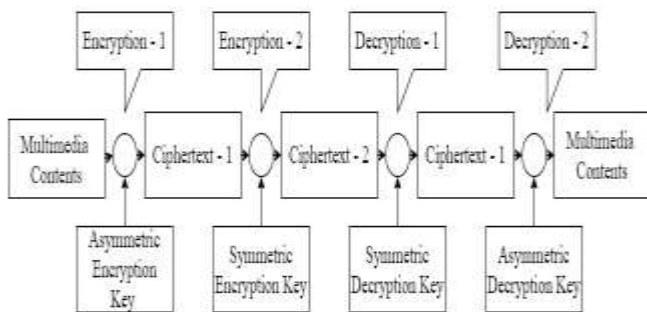 Encryption - 1
Encryption - 2
Decryption - 1
Decryption - 2
Multimedia
Contents
Ciphertext - 1
Ciphertext - 2
Ciphertext - 1
Multimedia
Contents
Asymmetric
Encryption
Key
Symmetric
Encryption Key
Symmetric
Decryption Key
Asymmetric
Decryption Key